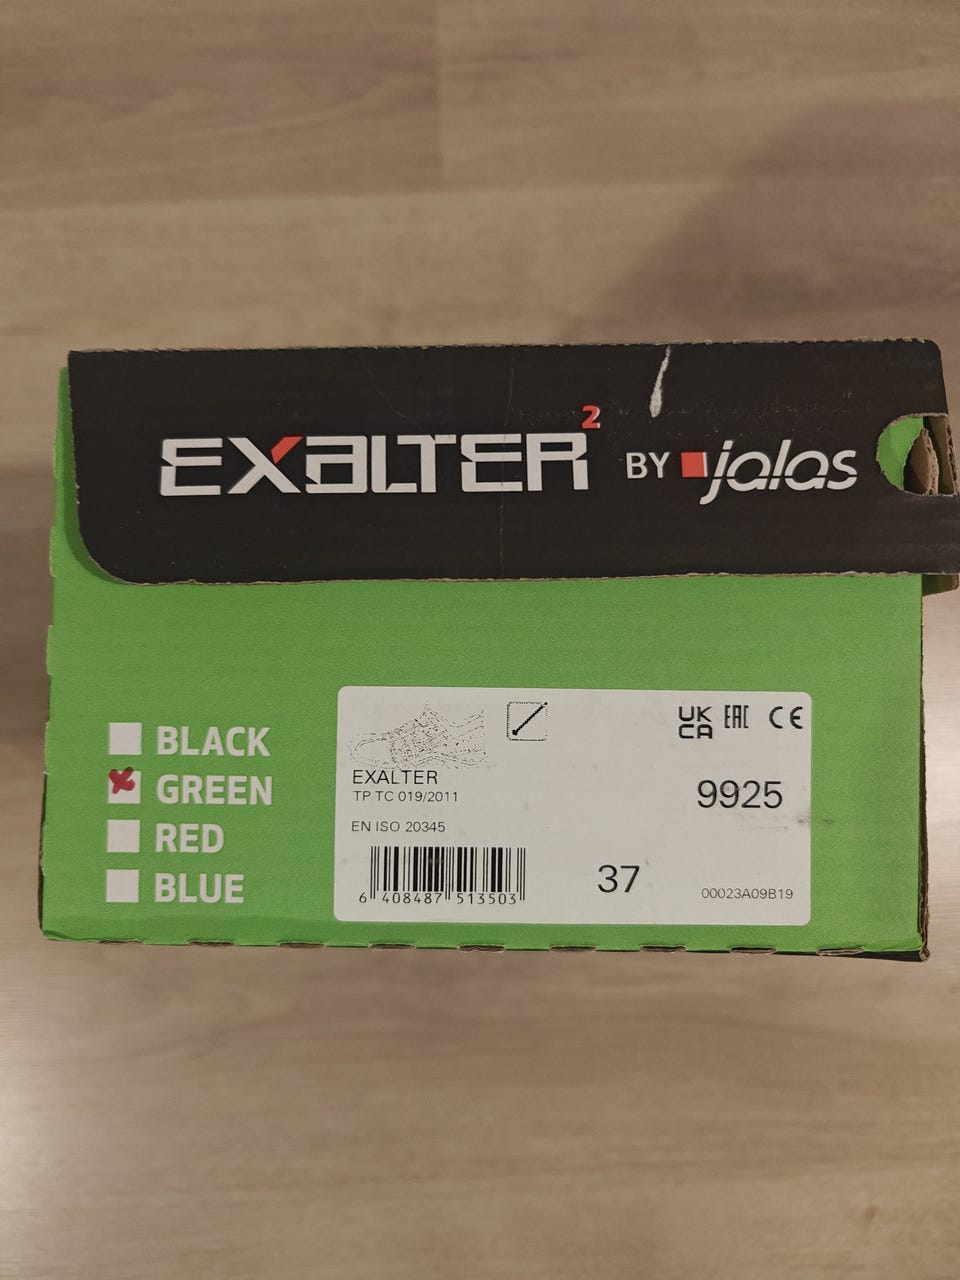 EXALTER² BY jalas
BLACK
GREEN
RED
BLUE
UK CA EAC CE
EXALTER
TP TC 019/2011
9925
EN ISO 20345
6 408487 513503
37
00023A09B19